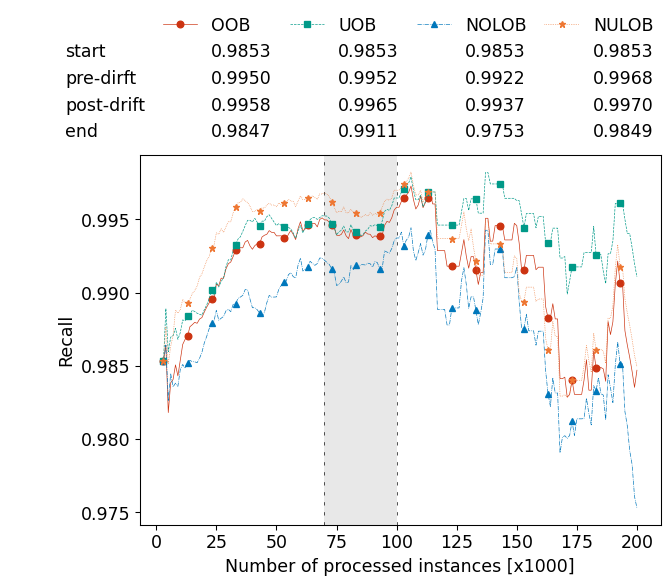 OOB UOB NOLOB NULOB
start 0.9853 0.9853 0.9853 0.9853
pre-dirft 0.9950 0.9952 0.9922 0.9968
post-drift 0.9958 0.9965 0.9937 0.9970
end 0.9847 0.9911 0.9753 0.9849
0.995
0.990
0.985
0.980
0.975
Recall
0 25 50 75 100 125 150 175 200
Number of processed instances [x1000]